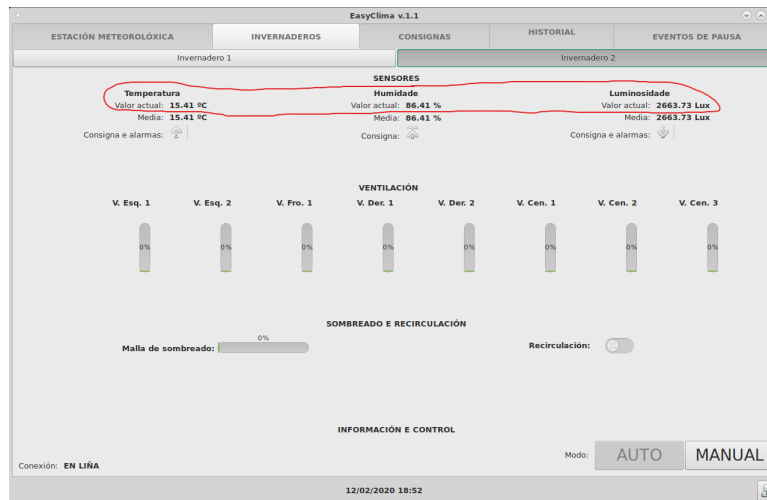 EasyClima v.1.1
ESTACIÓN METEOROLÓXICA INVERNADEROS CONSIGNAS HISTORIAL EVENTOS DE PAUSA
Invernadero 1 Invernadero 2
SENSORES
Temperatura Humidade Luminosidade
Valor actual: 15.41 ºC Valor actual: 86.41 % Valor actual: 2663.73 Lux
Media: 15.41 ºC Media: 86.41 % Media: 2663.73 Lux
Consigna e alarmas: Consigna: Consigna e alarmas:
VENTILACIÓN
V. Esq. 1 V. Esq. 2 V. Fro. 1 V. Der. 1 V. Der. 2 V. Cen. 1 V. Cen. 2 V. Cen. 3
0% 0% 0% 0% 0% 0% 0% 0%
SOMBREADO E RECIRCULACIÓN
0%
Malla de sombreado: Recirculación:
INFORMACIÓN E CONTROL
Modo: AUTO MANUAL
Conexión: EN LIÑA
12/02/2020 18:52